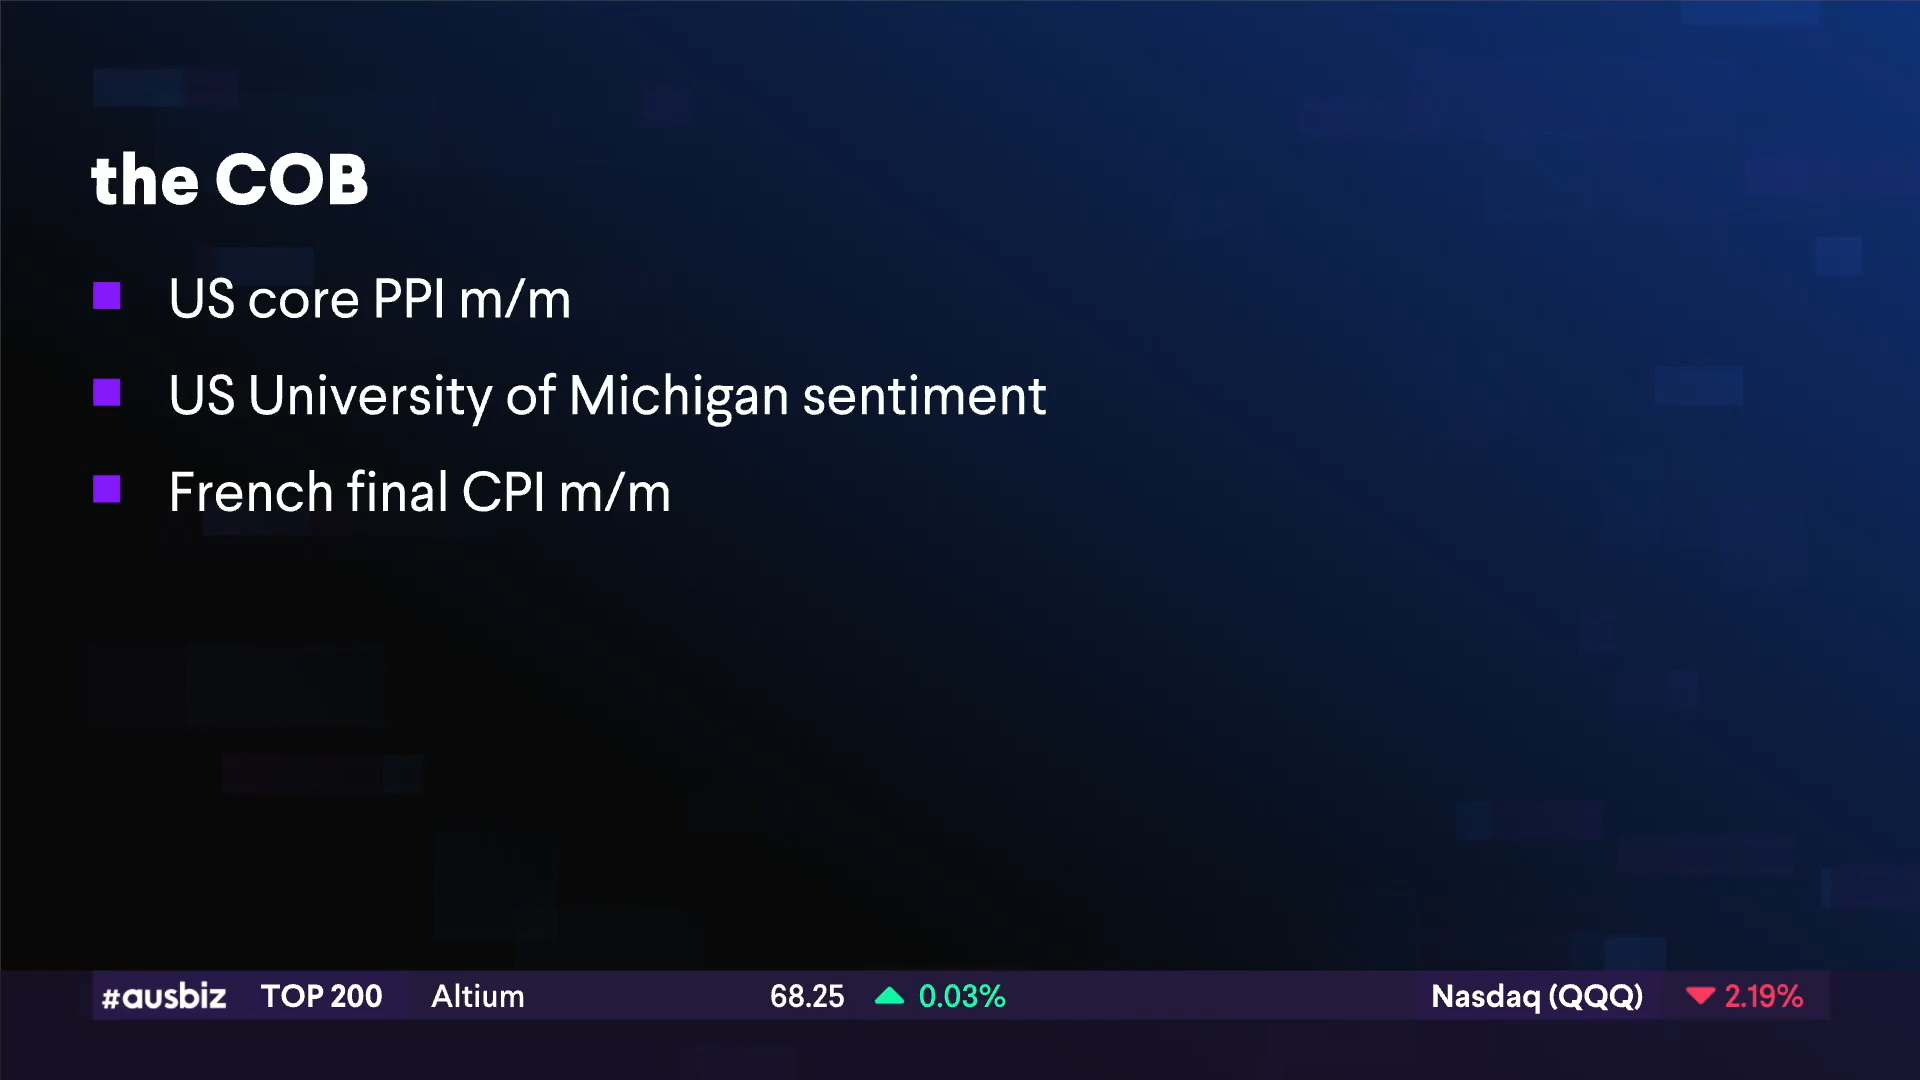 the COB
US core PPI m/m
US University of Michigan sentiment
French final CPI m/m
#ausbiz TOP 200 Altium 68.25 0.03% Nasdaq (QQQ) 2.19%